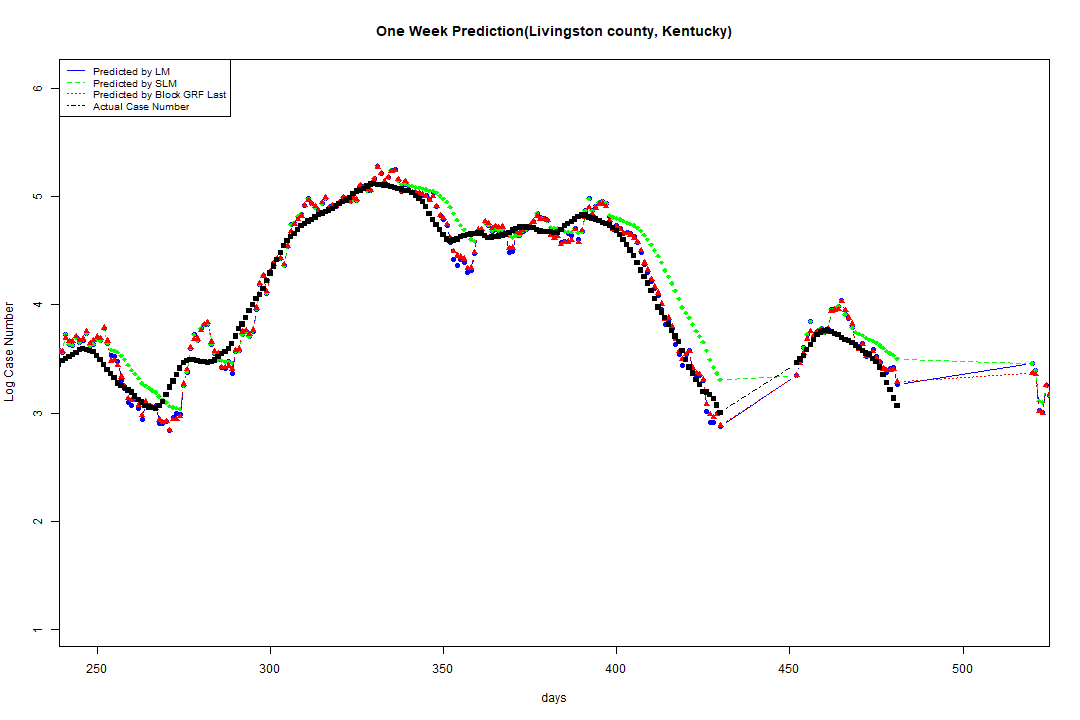 One Week Prediction(Livingston county, Kentucky)
Predicted by LM
Predicted by SLM
Predicted by Block GRF Last
Actual Case Number
Log Case Number
6
5
4
3
2
1
250 300 350 400 450 500
days